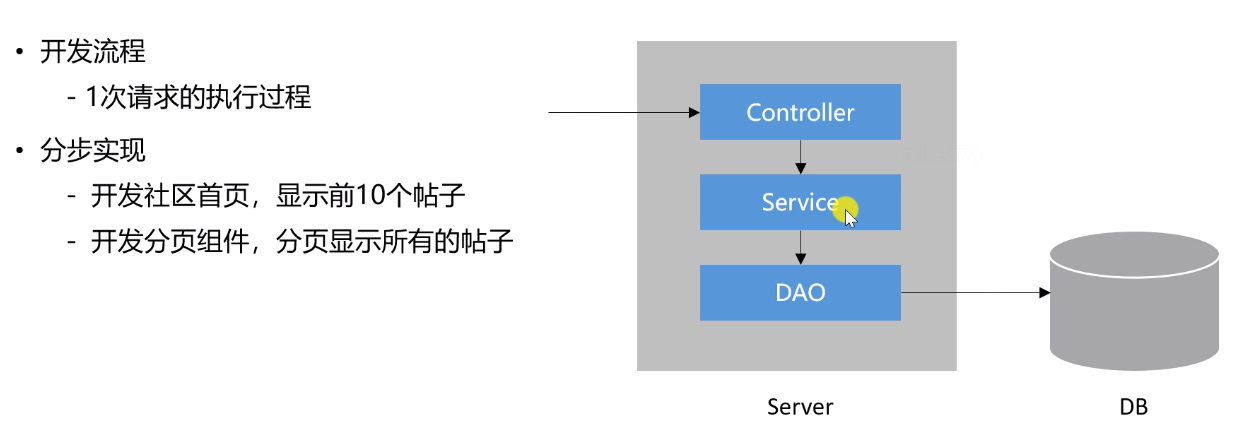 • 开发流程
- 1次请求的执行过程
• 分步实现
- 开发社区首页，显示前10个帖子
- 开发分页组件，分页显示所有的帖子
Controller
Service
DAO
Server
DB